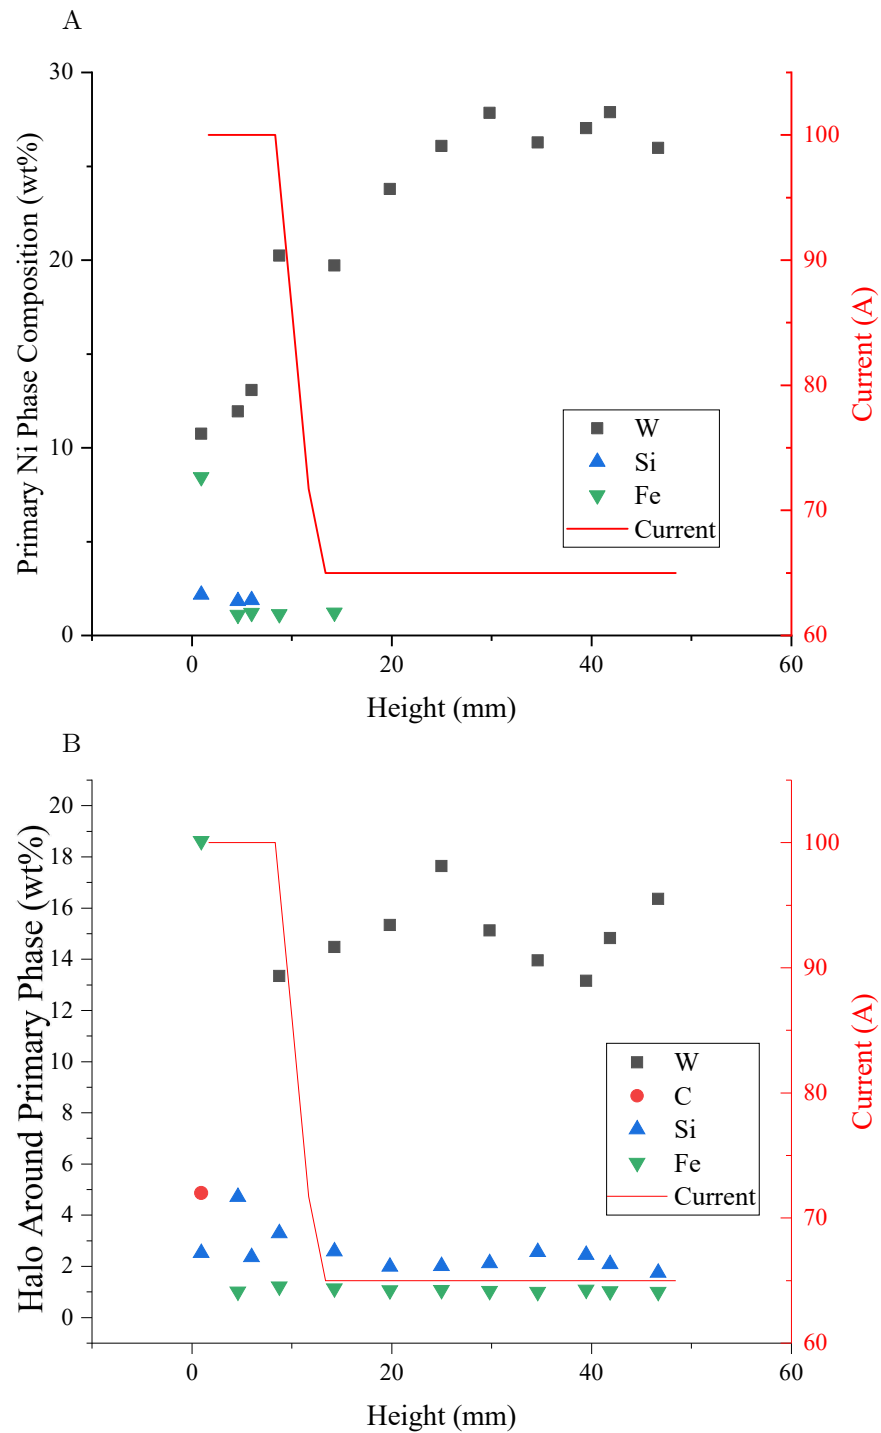 A
Primary Ni Phase Composition (wt%)
30
20
10
0
0
20
40
60
Height (mm)
100
90
80
70
60
Current (A)
W
Si
Fe
Current
B
Halo Around Primary Phase (wt%)
20
18
16
14
12
10
8
6
4
2
0
0
20
40
60
Height (mm)
100
90
80
70
60
Current (A)
W
C
Si
Fe
Current